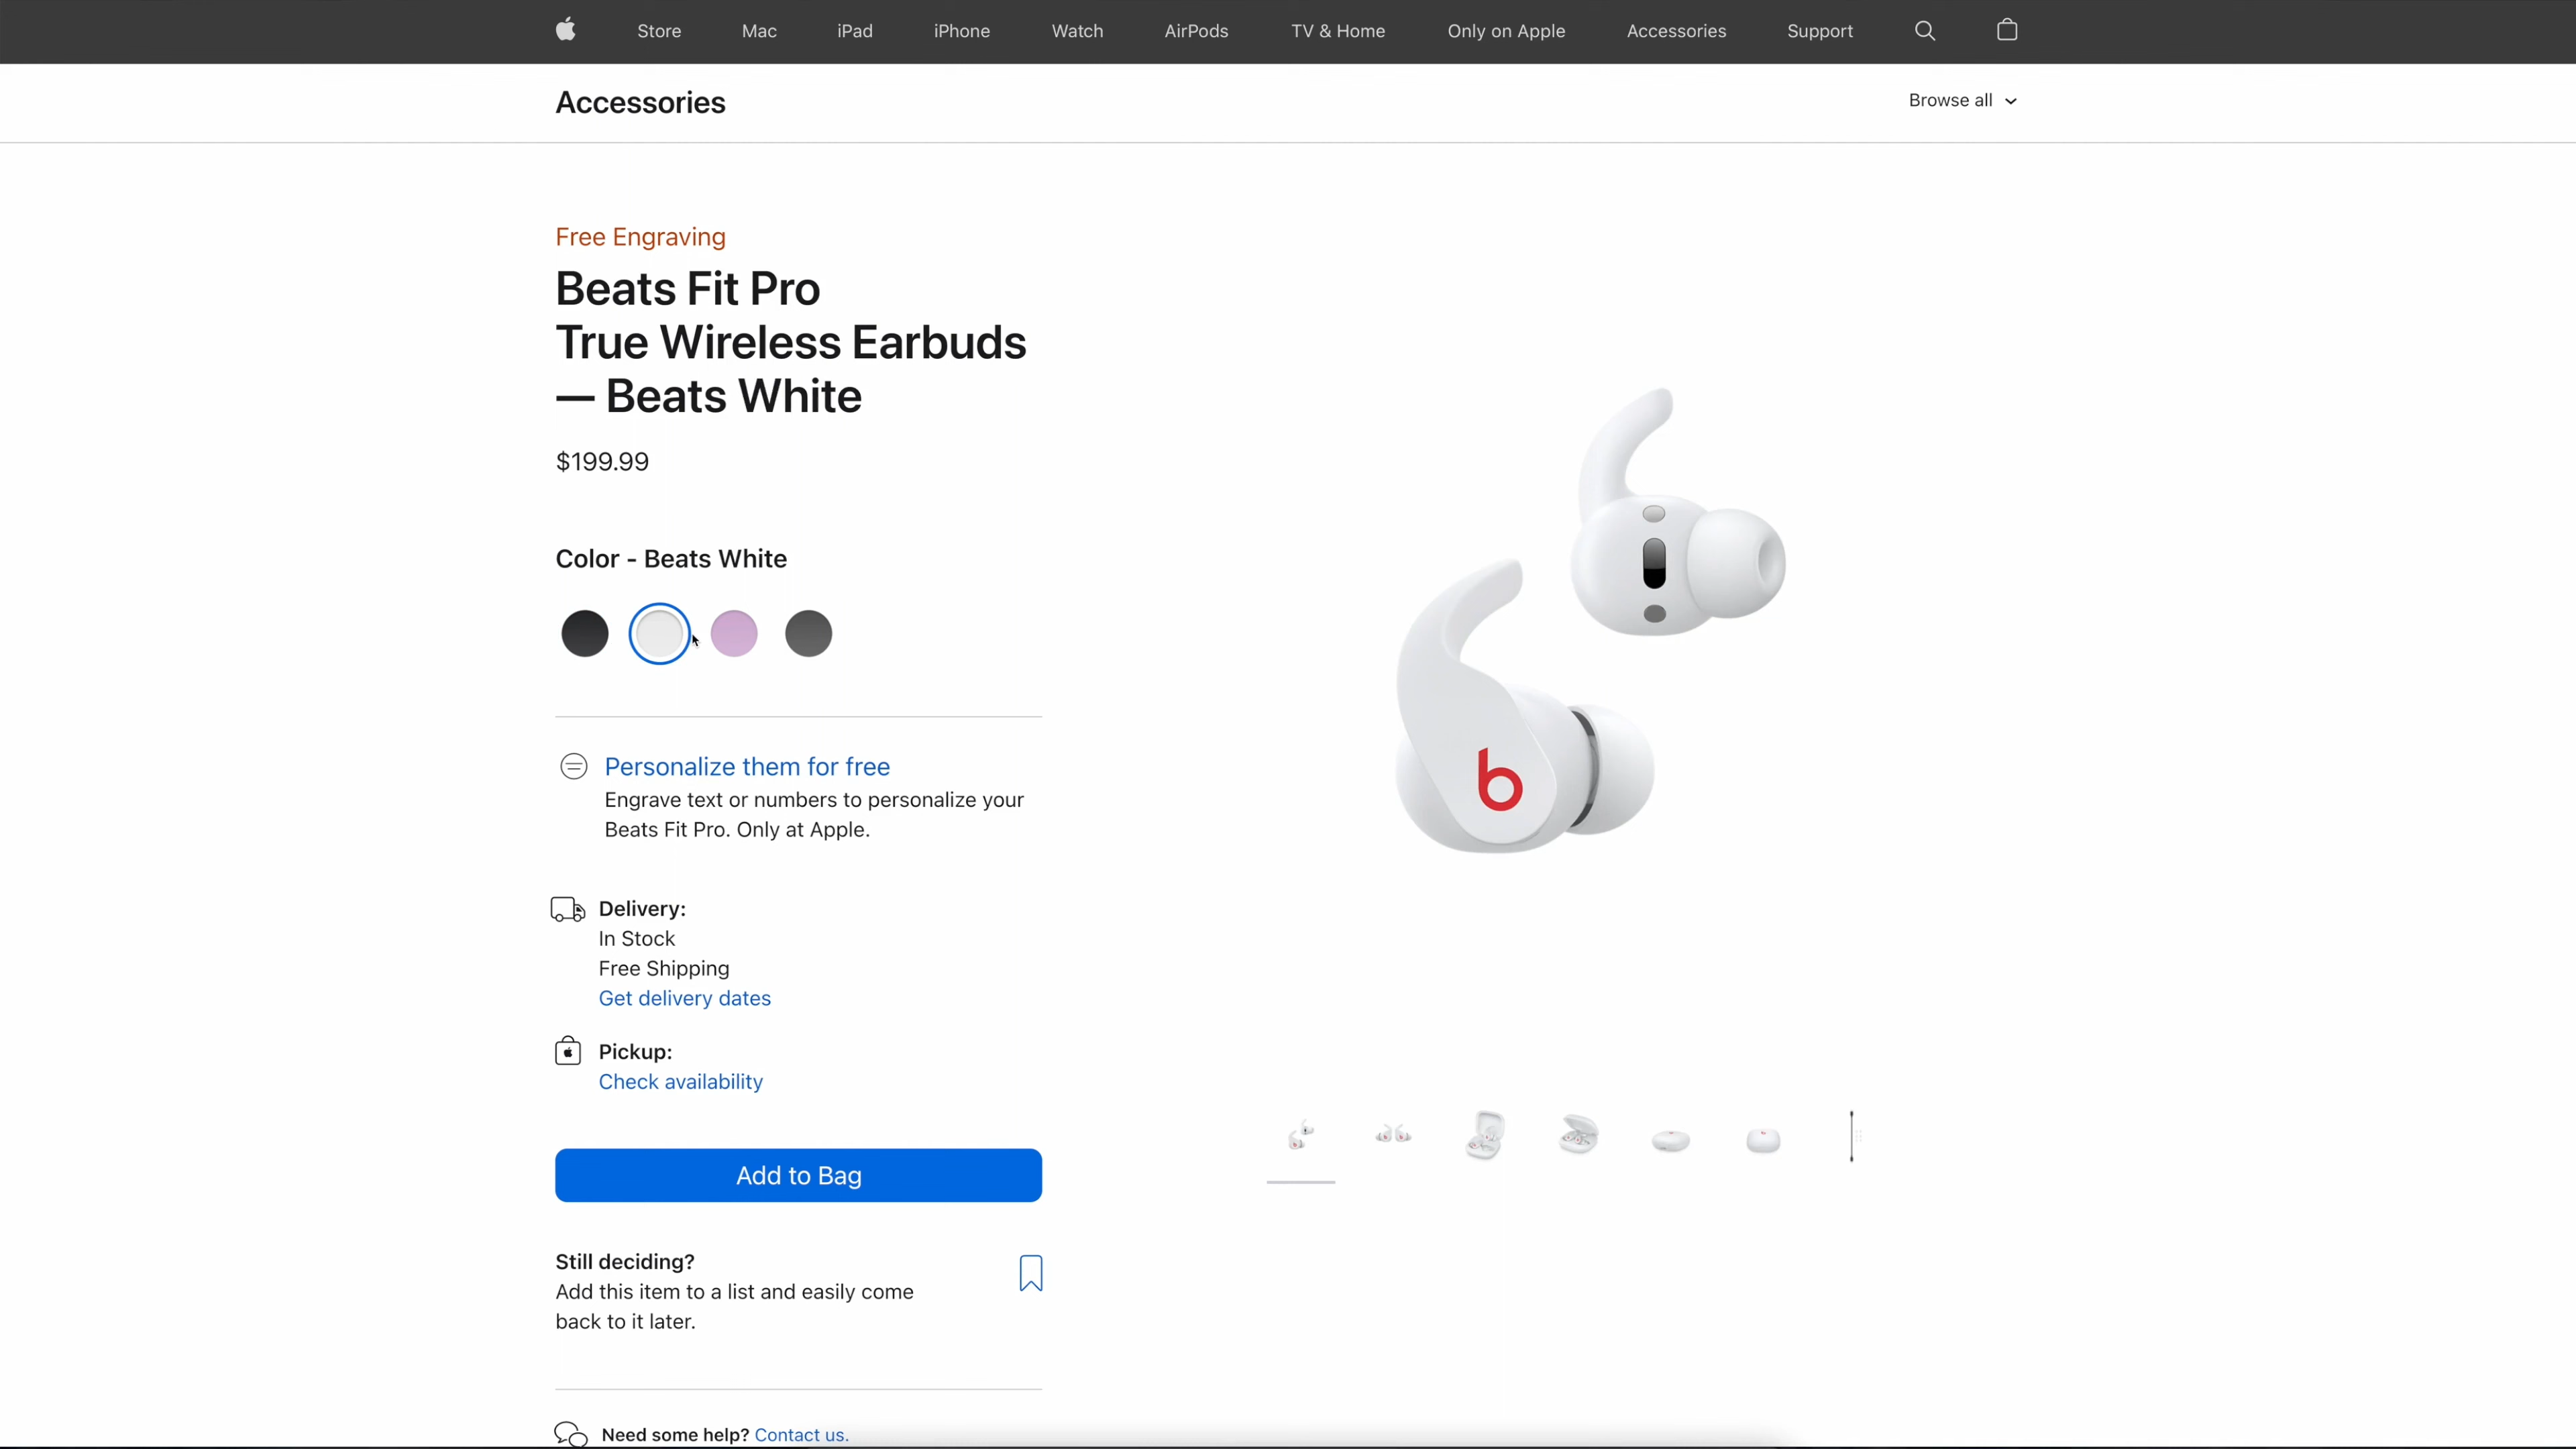 Store Mac iPad iPhone Watch AirPods TV & Home Only on Apple Accessories Support
Accessories
Browse all
Free Engraving
Beats Fit Pro
True Wireless Earbuds
— Beats White
$199.99
Color - Beats White
Personalize them for free
Engrave text or numbers to personalize your
Beats Fit Pro. Only at Apple.
Delivery:
In Stock
Free Shipping
Get delivery dates
Pickup:
Check availability
Add to Bag
Still deciding?
Add this item to a list and easily come
back to it later.
Need some help? Contact us.
b